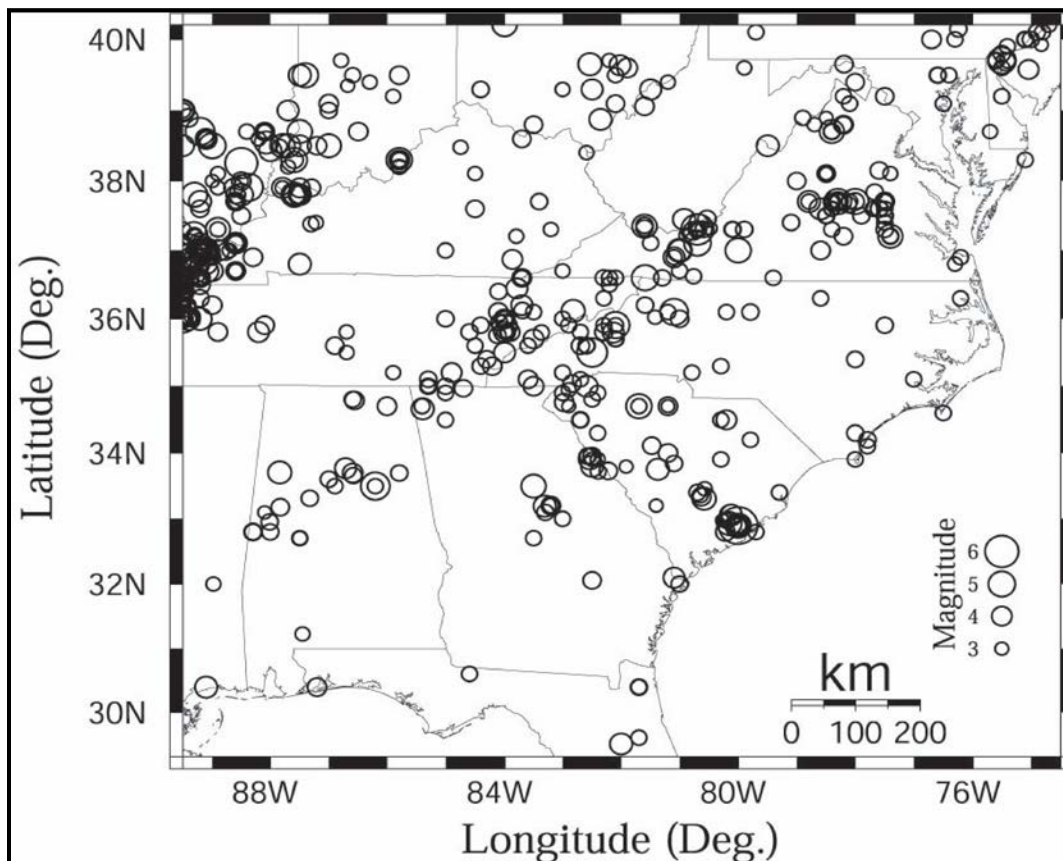 40N
38N
36N
34N
32N
30N
Latitude (Deg.)
88W 84W 80W 76W
Longitude (Deg.)
Magnitude
6
5
4
3
km
0 100 200